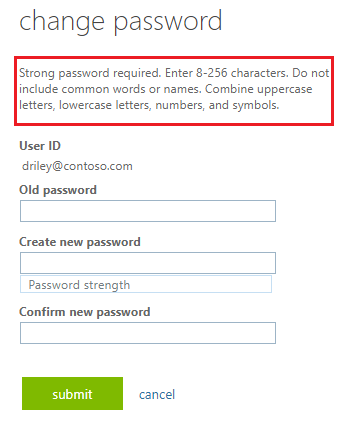 change password
Strong password required. Enter 8-256 characters. Do not
include common words or names. Combine uppercase
letters, lowercase letters, numbers, and symbols.
User ID
driley@contoso.com
Old password
Create new password
Password strength
Confirm new password
submit cancel